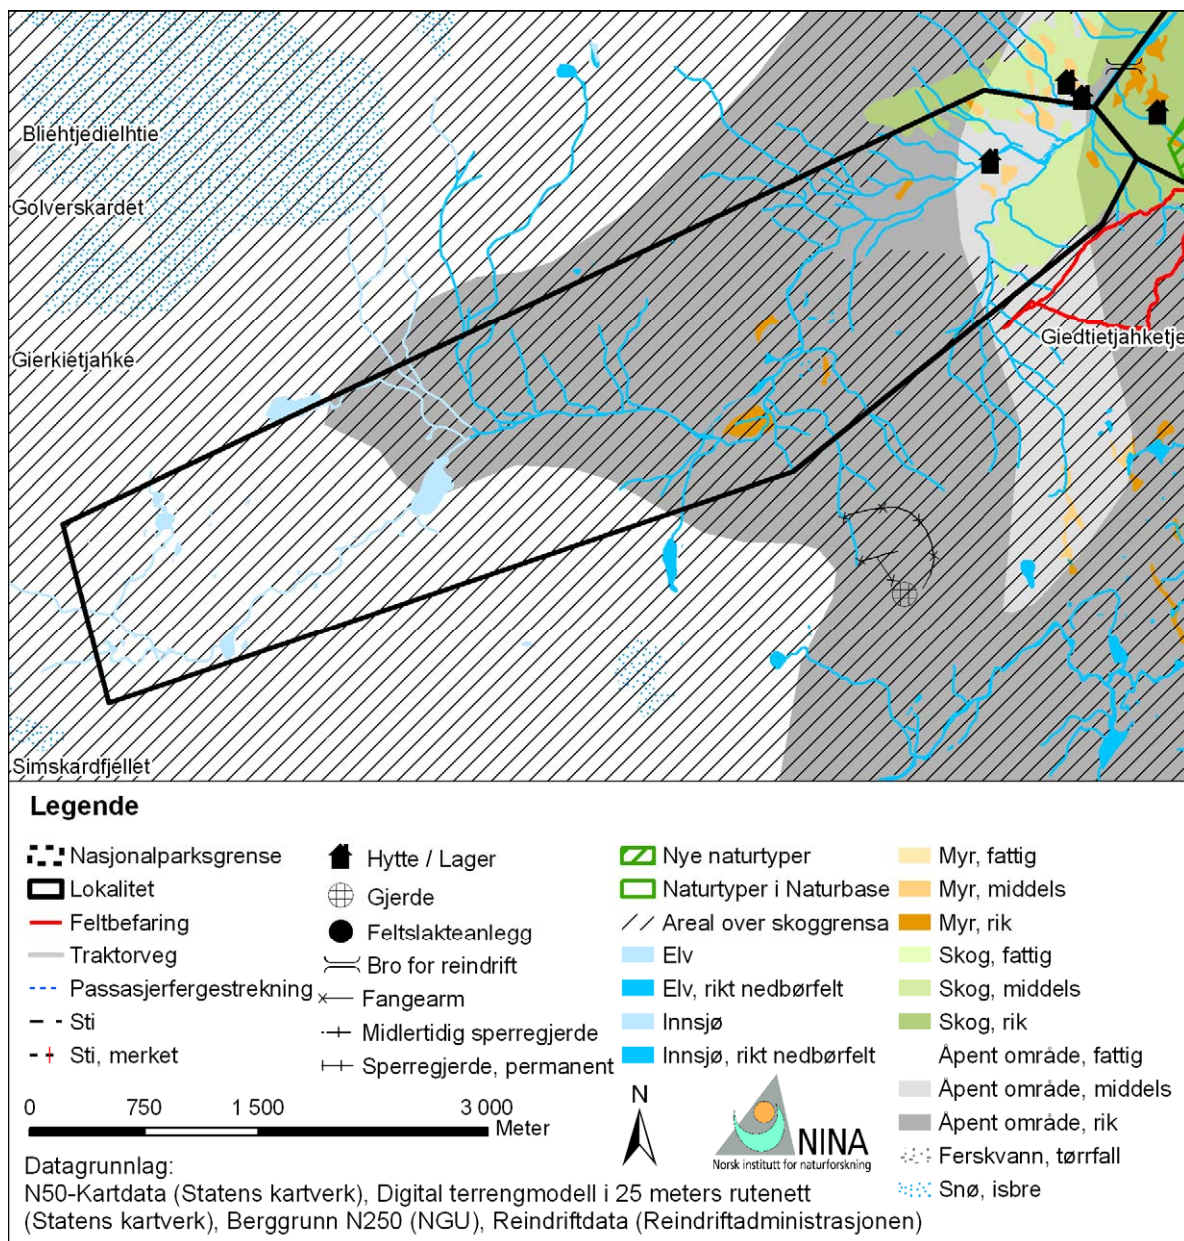 Bliehtjedielhtie
Golverskardet
Gierkietjahke
Giedtietjahketje
Simskardfjellet
Legende
Nasjonalparksgrense
Lokalitet
Feltbefaring
Traktorveg
Passasjerfergestrekning
Sti
Sti, merket
Hytte / Lager
Gjerde
Feltslakteanlegg
Bro for reindrift
Fangearm
Midlertidig sperregjerde
Sperregjerde, permanent
Nye naturtyper
Naturtyper i Naturbase
Areal over skoggrensa
Elv
Elv, rikt nedbørfelt
Innsjø
Innsjø, rikt nedbørfelt
Myr, fattig
Myr, middels
Myr, rik
Skog, fattig
Skog, middels
Skog, rik
Åpent område, fattig
Åpent område, middels
Åpent område, rik
Ferskvann, tørrfall
Snø, isbre
0 750 1 500 3 000
Meter
N
NINA
Norsk institutt for naturforskning
Datagrunnlag:
N50-Kartdata (Statens kartverk), Digital terrengmodell i 25 meters rutenett
(Statens kartverk), Berggrunn N250 (NGU), Reindriftdata (Reindriftadministrasjonen)